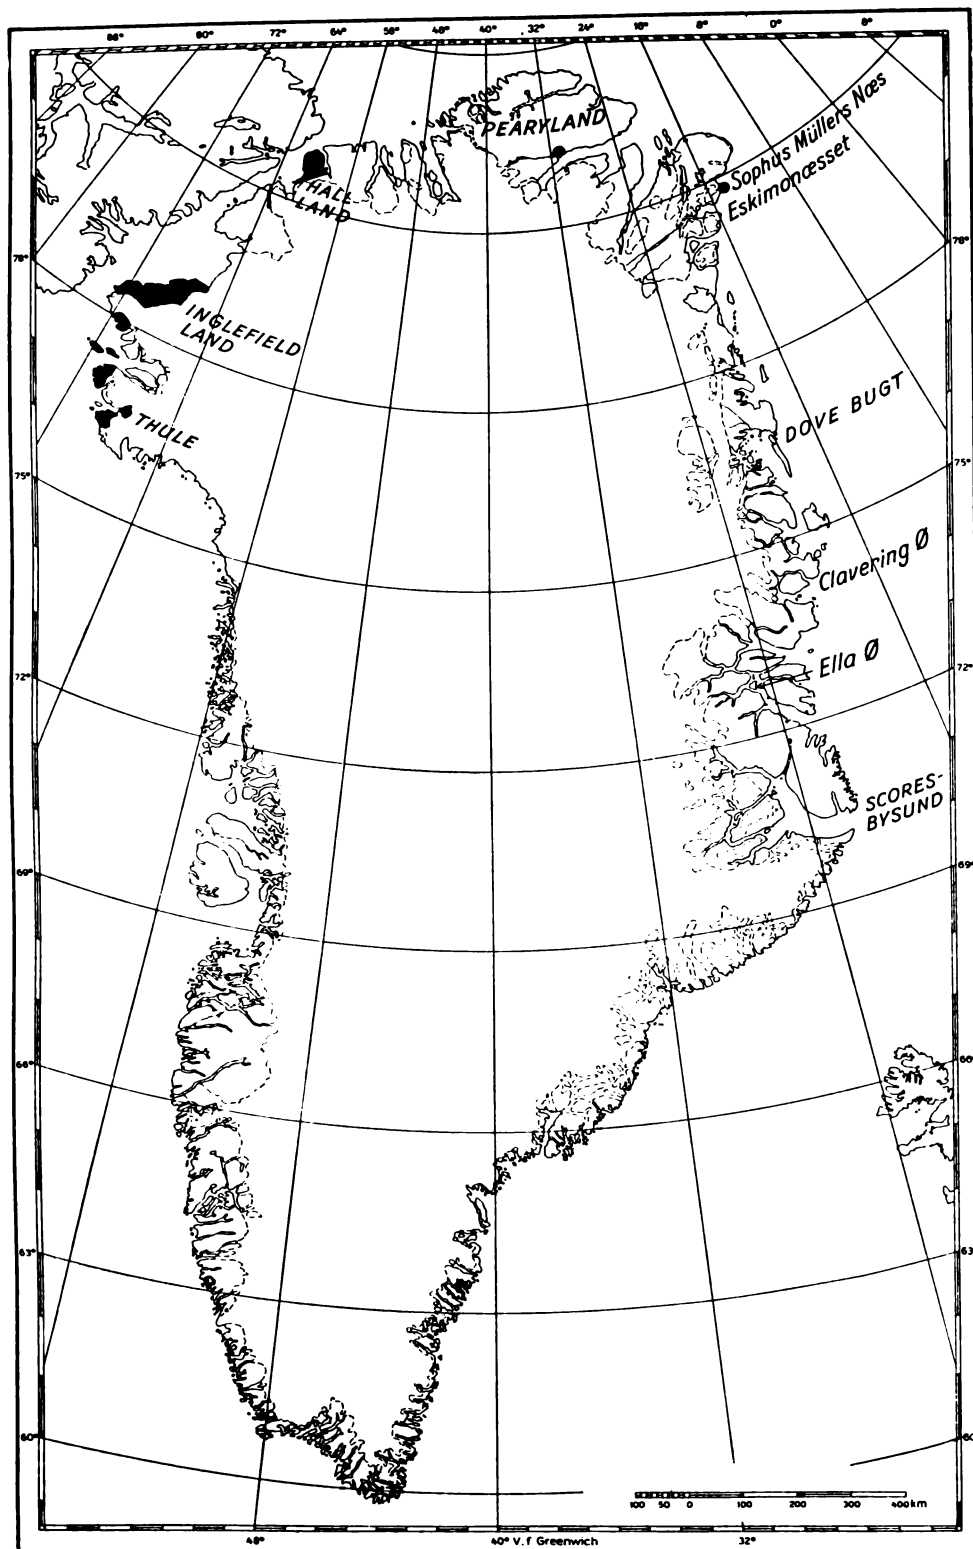 88° 80° 72° 64° 56° 48° 40° 32° 24° 16° 8° 0° 8°
PEARYLAND
Sophus Müllers Næs
Eskimonæsset
HALL
LAND
78° 78°
INGLEFIELD
LAND
DOVE BUGT
THULE
75° 75°
Clavering Ø
Ella Ø
72° 72°
SCORES-
BYSUND
69° 69°
66° 66°
63° 63°
60° 60
100 50 0 100 200 300 400 km
48° 40° V. f Greenwich 32°